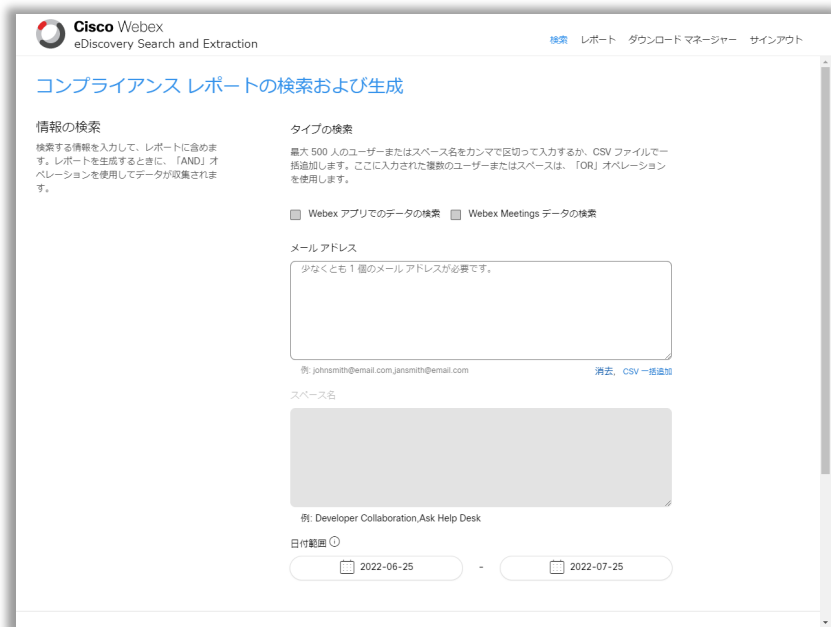 Cisco Webex
eDiscovery Search and Extraction
検索 レポート ダウンロード マネージャー サインアウト
コンプライアンス レポートの検索および生成
情報の検索
検索する情報を入力して、レポートに含めま
す。レポートを生成するときに、「AND」オ
ペレーションを使用してデータが収集されま
す。
タイプの検索
最大 500 人のユーザーまたはスペース名をカンマで区切って入力するか、CSV ファイルで一
括追加します。ここに入力された複数のユーザーまたはスペースは、「OR」オペレーション
を使用します。
Webex アプリでのデータの検索 Webex Meetings データの検索
メール アドレス
少なくとも 1 個のメール アドレスが必要です。
例: johnsmith@email.com,jansmith@email.com
消去, CSV 一括追加
スペース名
例: Developer Collaboration,Ask Help Desk
日付範囲
2022-06-25 - 2022-07-25